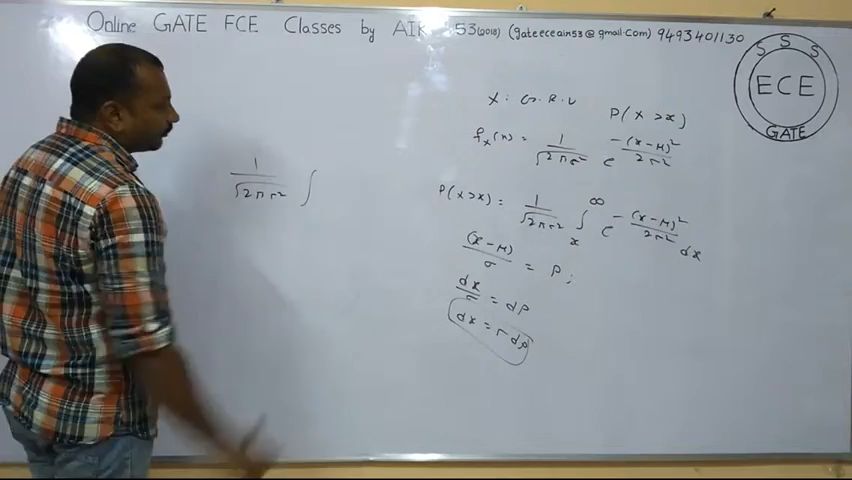 Online GATE ECE Classes by AIR 53(2018) (gateeceair53@gmail.com) 9493401130
SSS
ECE
GATE
X: G.R.V
P(X>x)
f_X(x) = 1/√2πσ² e^-(x-μ)²/2σ²
P(X>x) = 1/√2πσ² ∫_x^∞ e^-(x-μ)²/2σ² dx
(x-μ)/σ = p;
dx/σ = dp
dx = σ dp
1/√2πσ² ∫